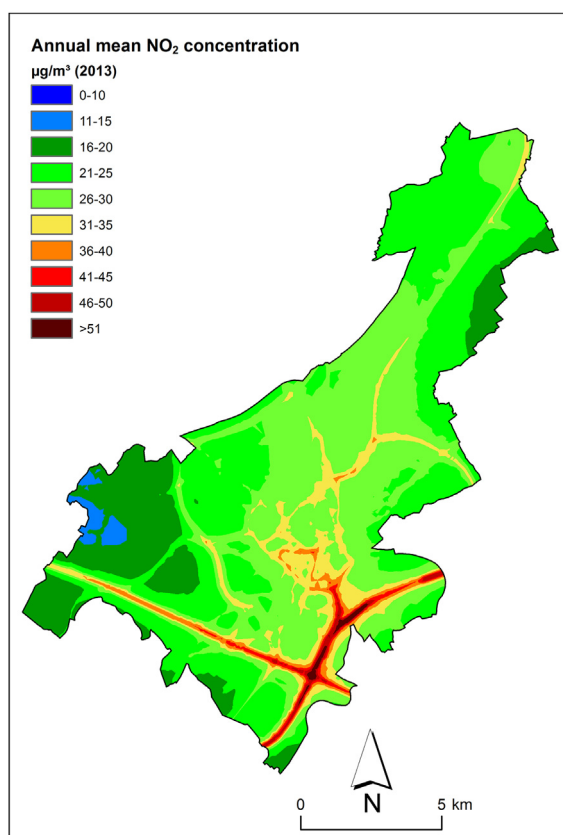 Annual mean NO₂ concentration
µg/m³ (2013)
0-10
11-15
16-20
21-25
26-30
31-35
36-40
41-45
46-50
>51
N
0 5 km